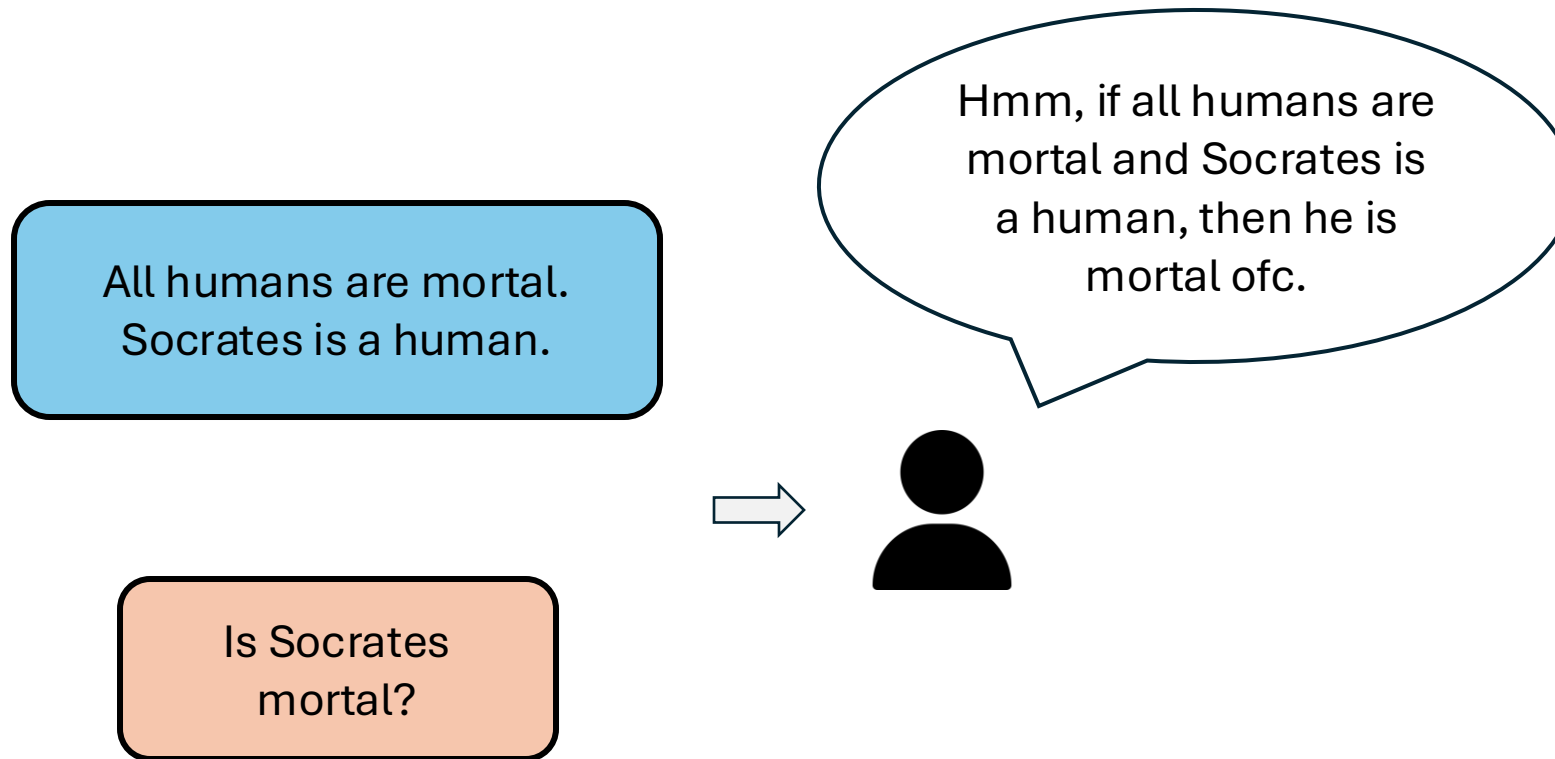 All humans are mortal.
Socrates is a human.
Is Socrates
mortal?
Hmm, if all humans are
mortal and Socrates is
a human, then he is
mortal ofc.